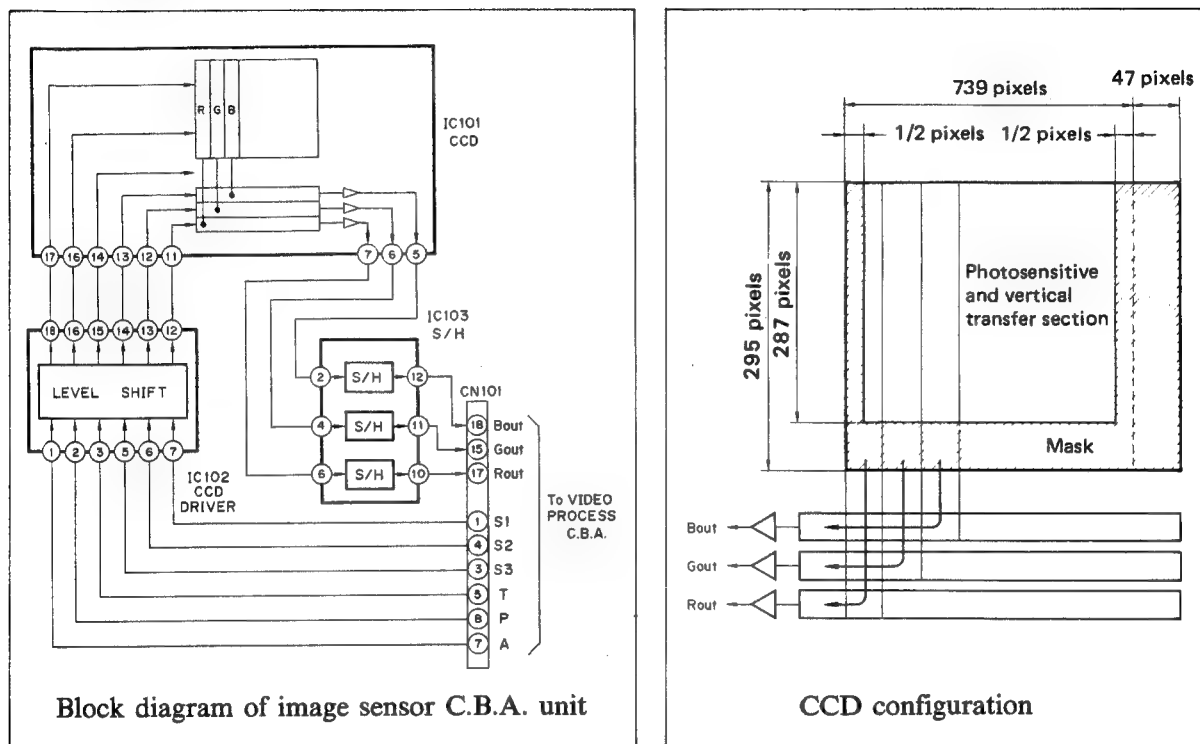 R G B
IC101
CCD
17 16 14 13 12 11
7 6 5
18 16 15 14 13 12
LEVEL SHIFT
1 2 3 5 6 7
IC102
CCD
DRIVER
IC103
S/H
2 S/H 12
4 S/H 11
6 S/H 10
CN101
18 Bout
15 Gout
17 Rout
1 S1
4 S2
3 S3
5 T
8 P
7 A
To VIDEO
PROCESS
C.B.A.
Block diagram of image sensor C.B.A. unit
739 pixels
47 pixels
1/2 pixels 1/2 pixels
295 pixels
287 pixels
Photosensitive
and vertical
transfer section
Mask
Bout
Gout
Rout
CCD configuration